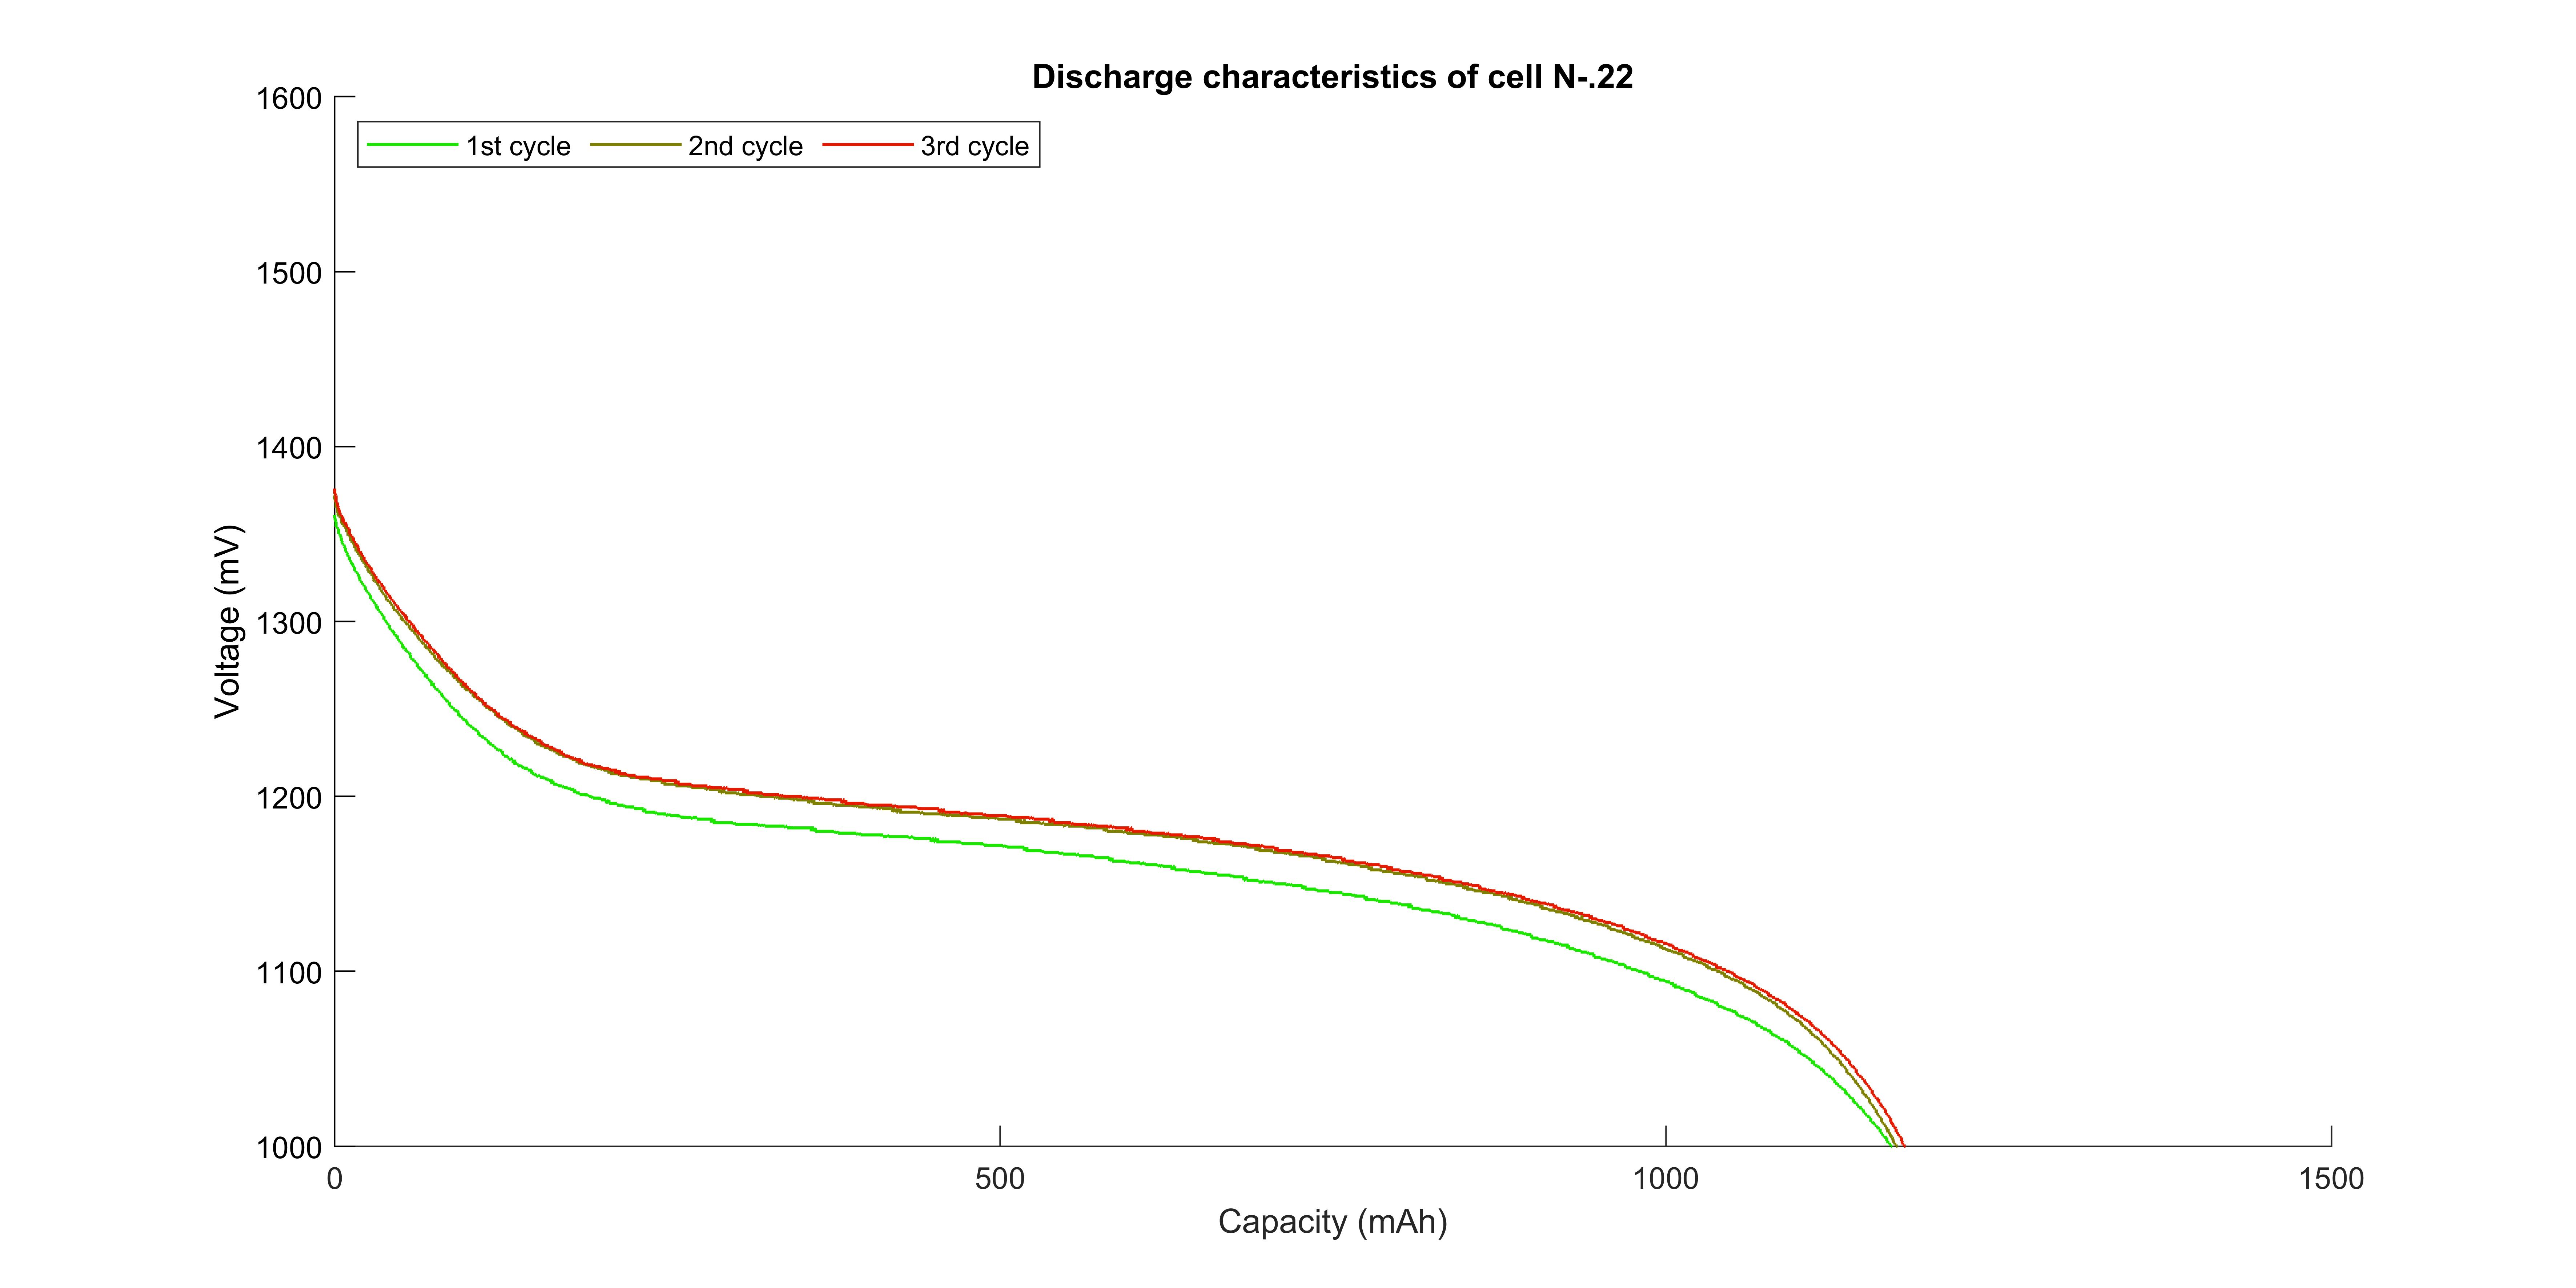 Discharge characteristics of cell N-.22
1st cycle 2nd cycle 3rd cycle
1600
1500
1400
1300
1200
1100
1000
Voltage (mV)
0 500 1000 1500
Capacity (mAh)